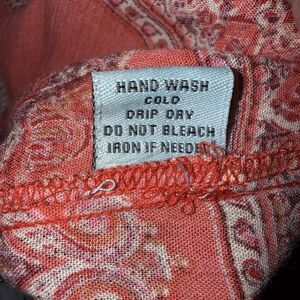 HAND WASH
COLD
DRIP DRY
DO NOT BLEACH
IRON IF NEEDED